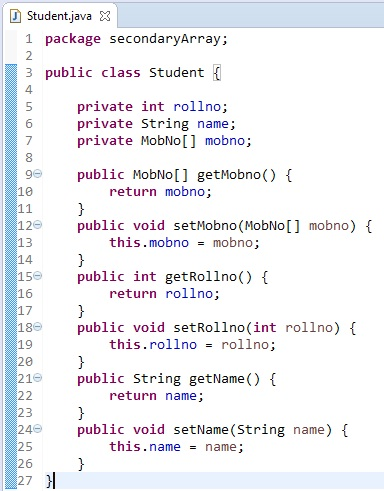 Student.java
1 package secondaryArray;
2
3 public class Student {
4
5     private int rollno;
6     private String name;
7     private MobNo[] mobno;
8
9     public MobNo[] getMobno() {
10         return mobno;
11     }
12     public void setMobno(MobNo[] mobno) {
13         this.mobno = mobno;
14     }
15     public int getRollno() {
16         return rollno;
17     }
18     public void setRollno(int rollno) {
19         this.rollno = rollno;
20     }
21     public String getName() {
22         return name;
23     }
24     public void setName(String name) {
25         this.name = name;
26     }
27 }